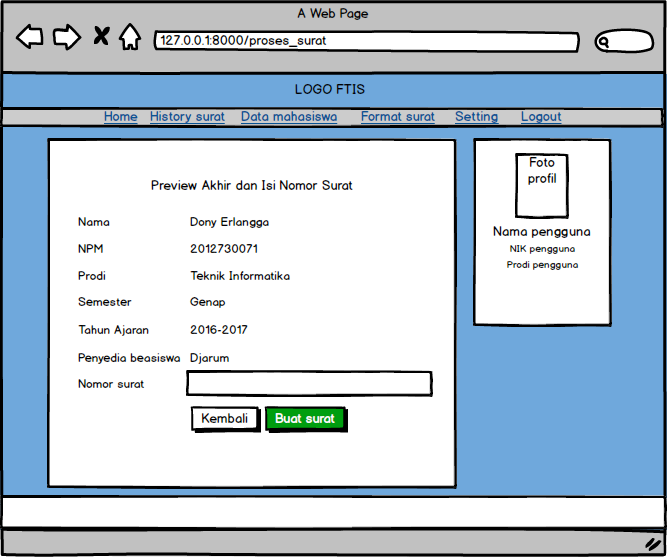 A Web Page
127.0.0.1:8000/proses_surat
LOGO FTIS
Home History surat Data mahasiswa Format surat Setting Logout
Preview Akhir dan Isi Nomor Surat
Nama Dony Erlangga
NPM 2012730071
Prodi Teknik Informatika
Semester Genap
Tahun Ajaran 2016-2017
Penyedia beasiswa Djarum
Nomor surat
Kembali Buat surat
Foto
profil
Nama pengguna
NIK pengguna
Prodi pengguna